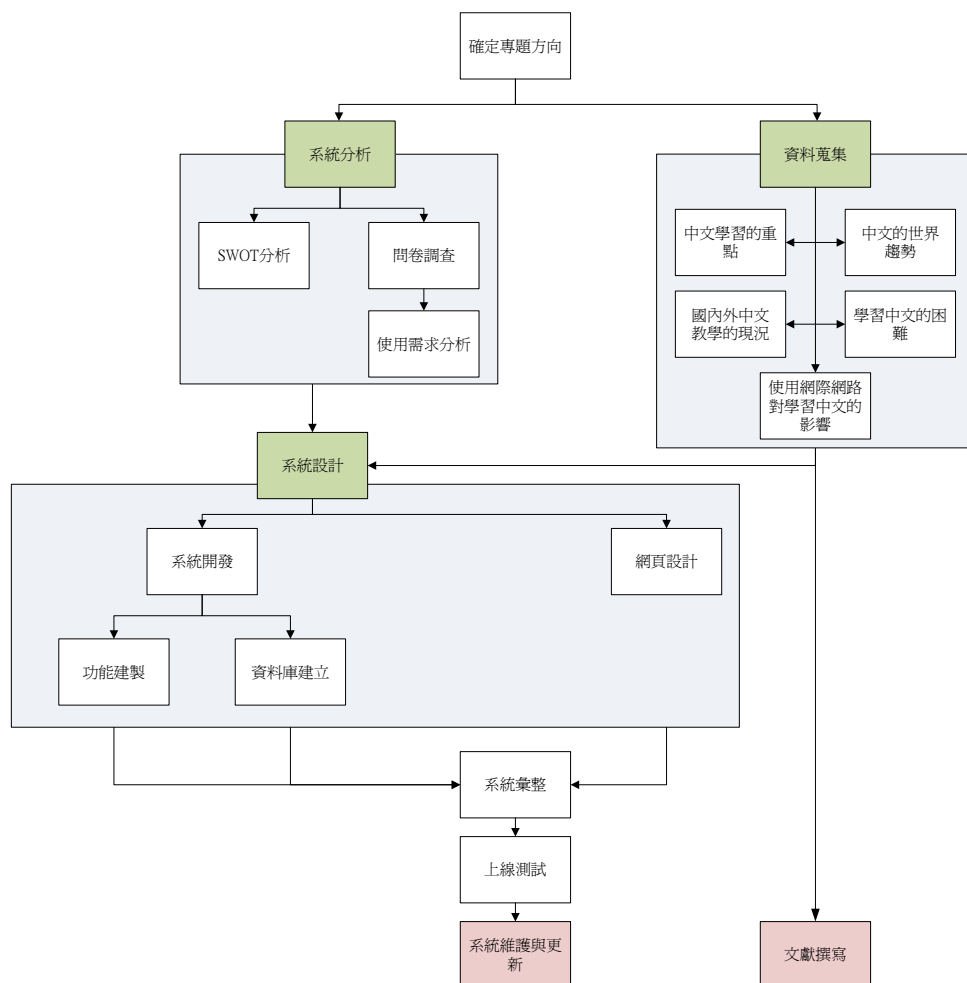 確定專題方向
系統分析
資料蒐集
SWOT分析
問卷調查
使用需求分析
中文學習的重
點
中文的世界
趨勢
國內外中文
教學的現況
學習中文的困
難
使用網際網路
對學習中文的
影響
系統設計
系統開發
網頁設計
功能建製
資料庫建立
系統彙整
上線測試
系統維護與更
新
文獻撰寫